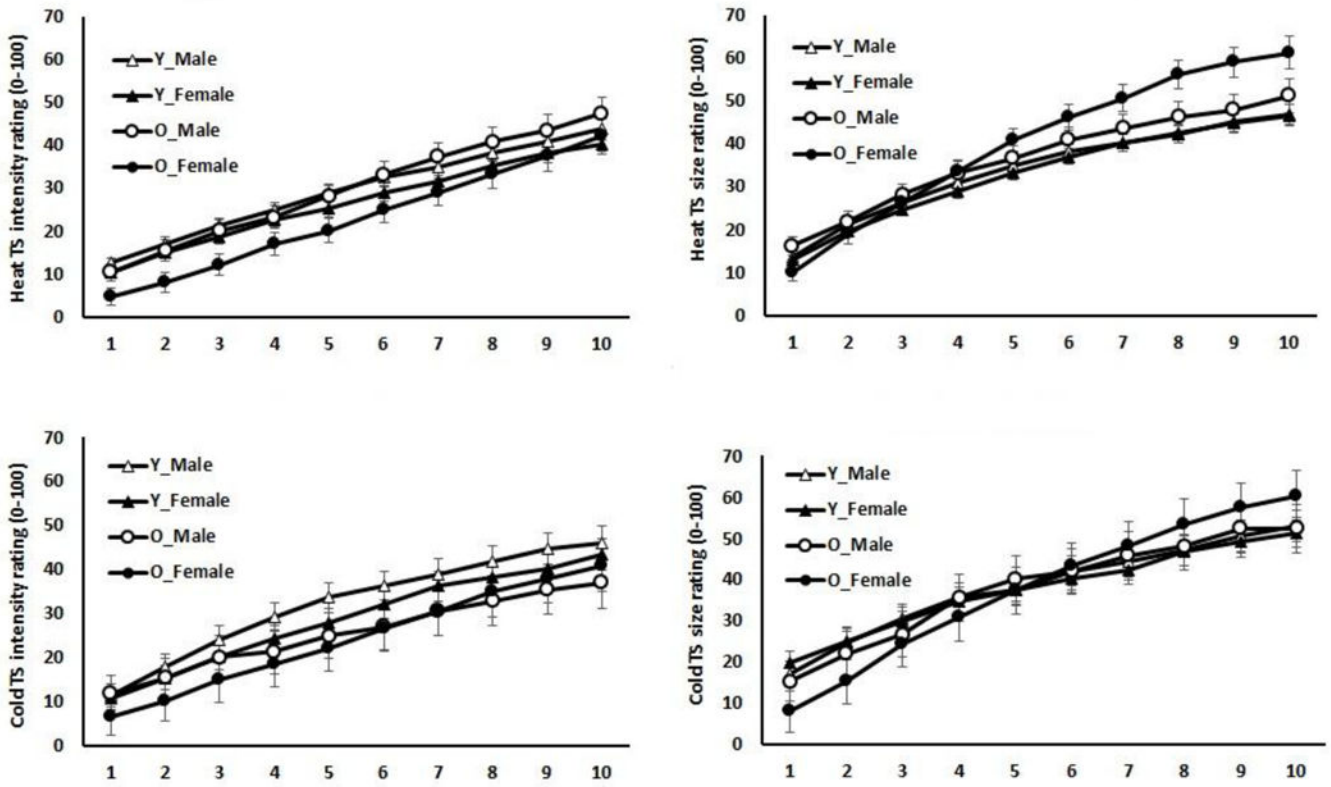 Heat TS intensity rating (0-100)
70
60
50
40
30
20
10
0
Y_Male
Y_Female
O_Male
O_Female
1 2 3 4 5 6 7 8 9 10
Heat TS size rating (0-100)
70
60
50
40
30
20
10
0
Y_Male
Y_Female
O_Male
O_Female
1 2 3 4 5 6 7 8 9 10
Cold TS intensity rating (0-100)
70
60
50
40
30
20
10
0
Y_Male
Y_Female
O_Male
O_Female
1 2 3 4 5 6 7 8 9 10
Cold TS size rating (0-100)
70
60
50
40
30
20
10
0
Y_Male
Y_Female
O_Male
O_Female
1 2 3 4 5 6 7 8 9 10